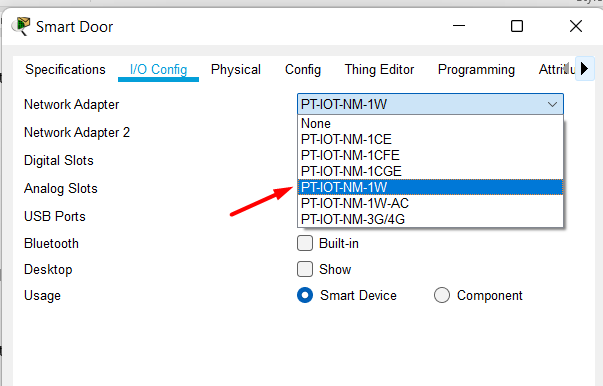 Smart Door
Specifications I/O Config Physical Config Thing Editor Programming
Network Adapter PT-IOT-NM-1W
None
Network Adapter 2 PT-IOT-NM-1CE
PT-IOT-NM-1CFE
Digital Slots PT-IOT-NM-1CGE
Analog Slots PT-IOT-NM-1W
PT-IOT-NM-1W-AC
USB Ports PT-IOT-NM-3G/4G
Bluetooth Built-in
Desktop Show
Usage Smart Device Component